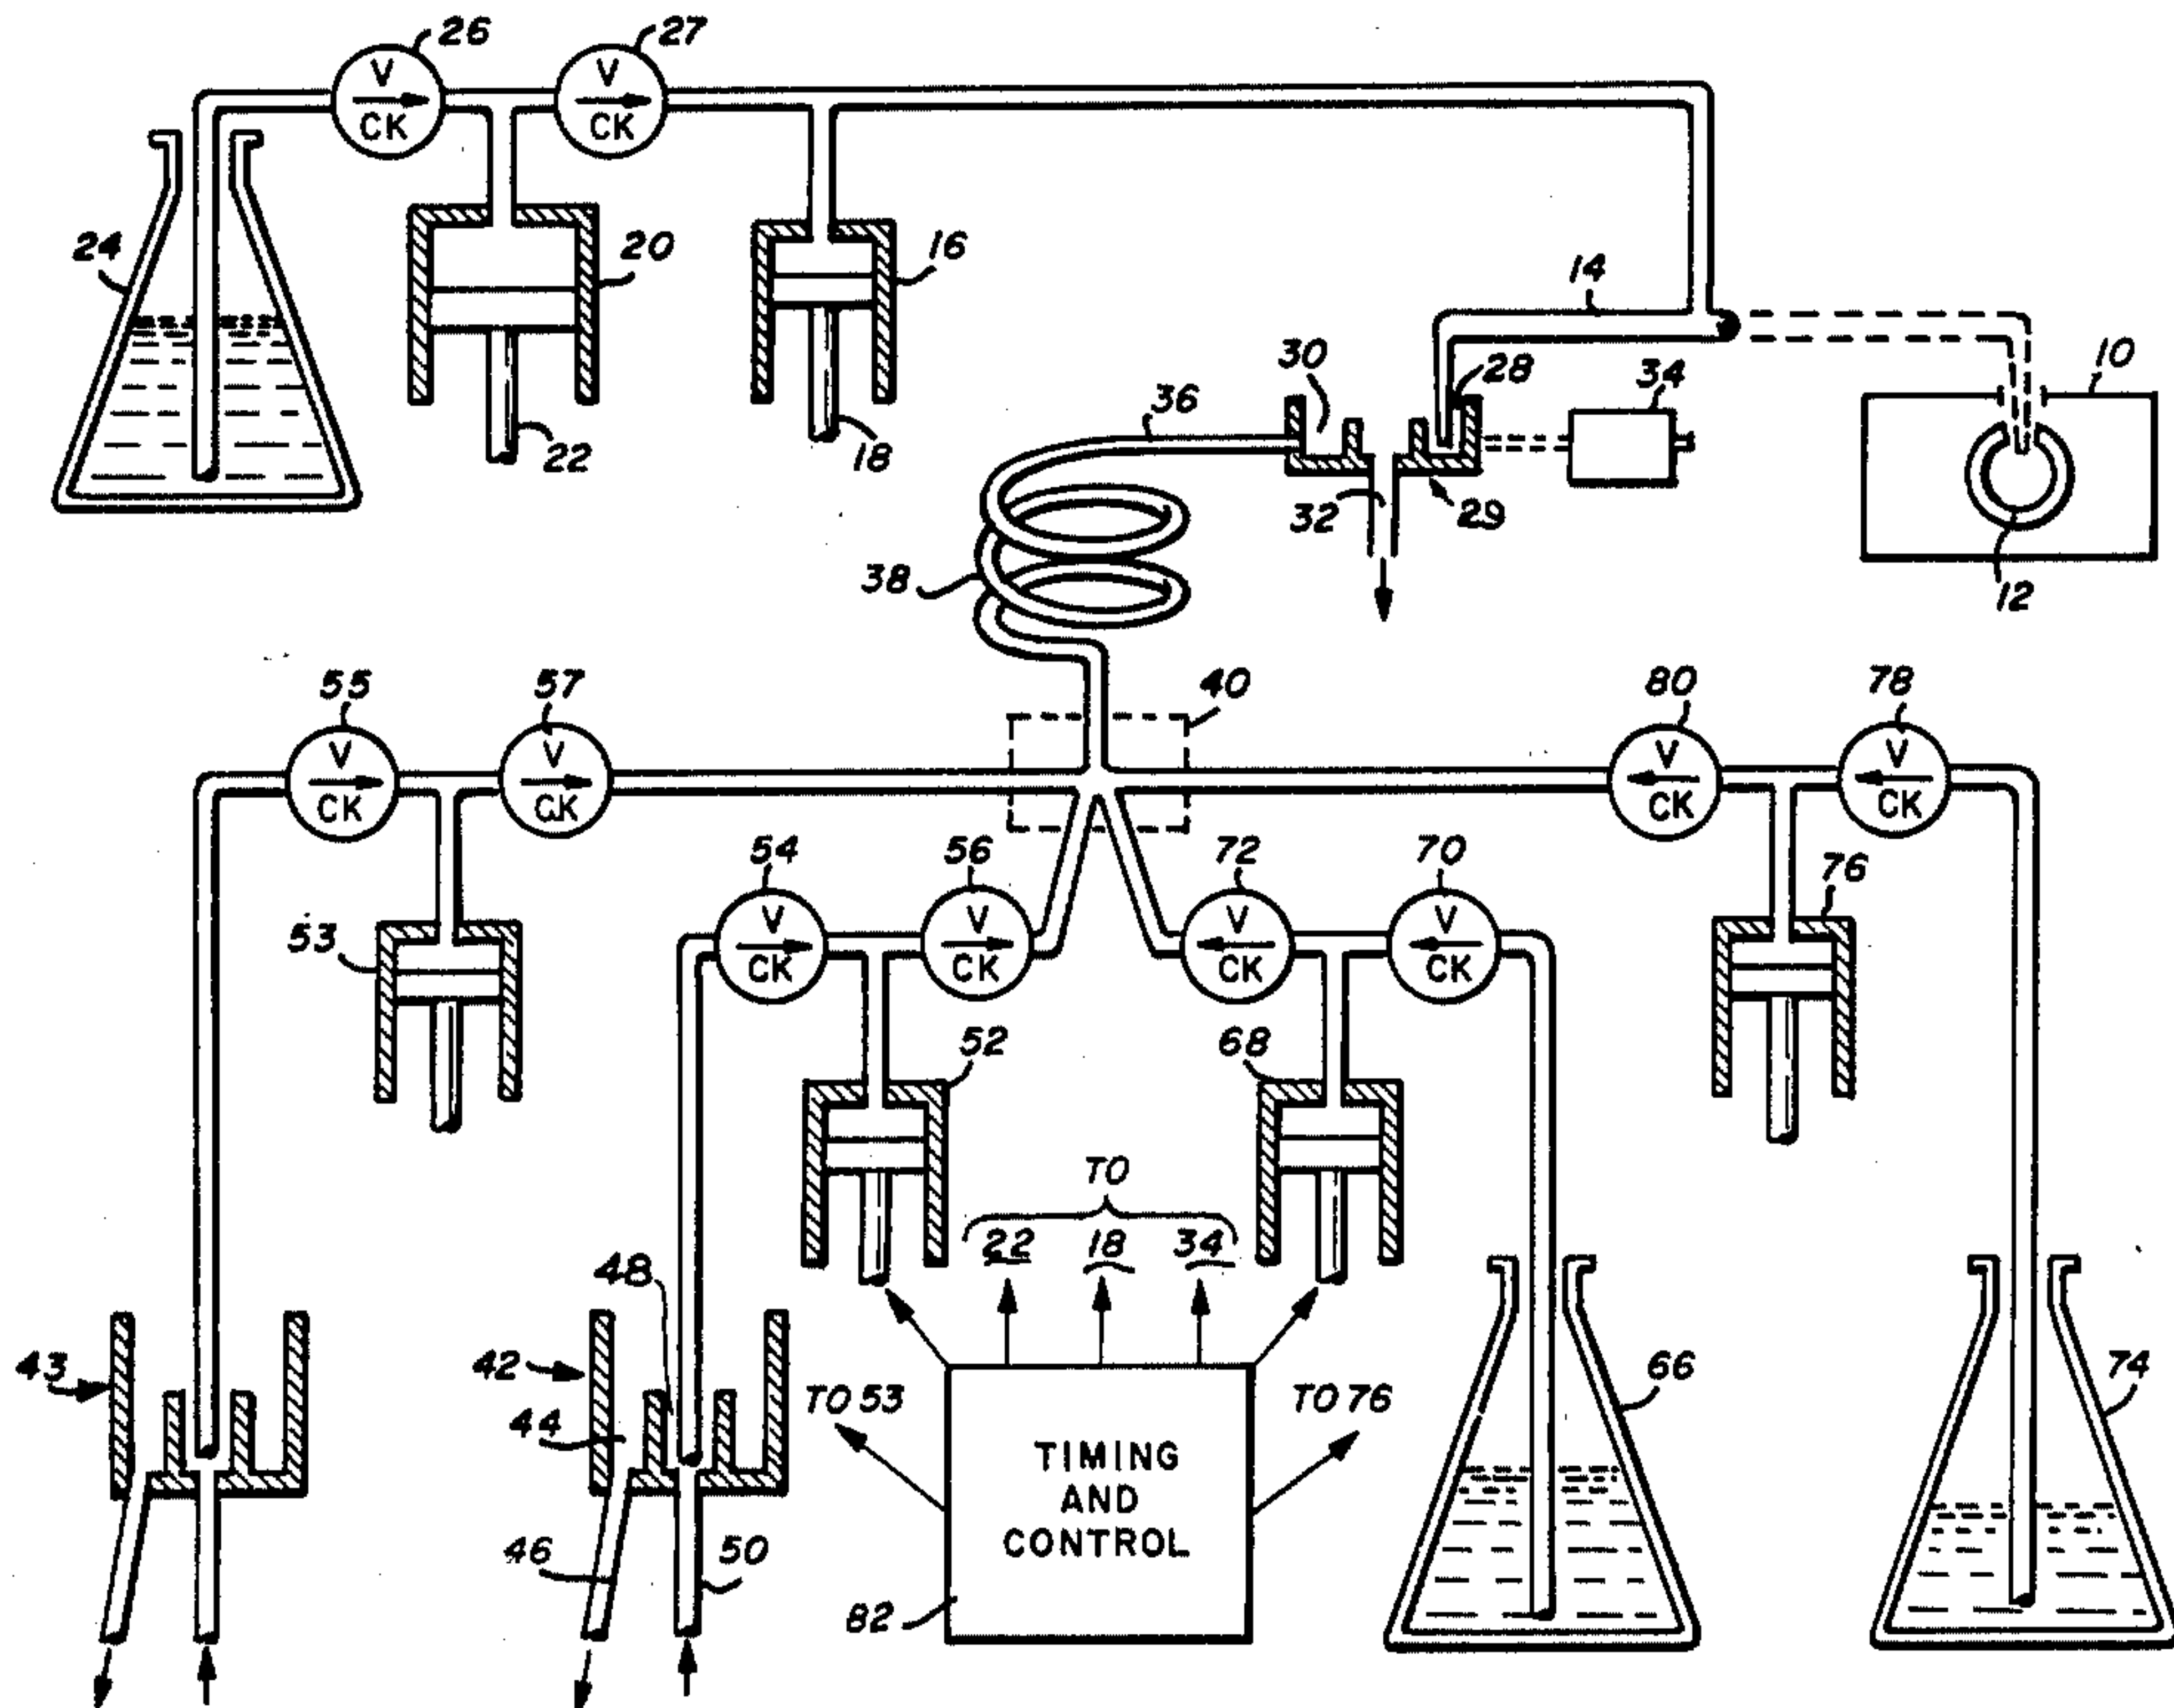 26 27
V V
CK CK
24 20 16
22 18
14
30 28 34 10
36
32 29
38 12
55 57 40 80 78
V V V V
CK CK CK CK
54 56 72 70
V V V V
CK CK CK CK
53 76
52 68
TO
22 18 34
48
43 42 66 74
44
TO 53 TO 76
TIMING
AND
CONTROL
46 50
82